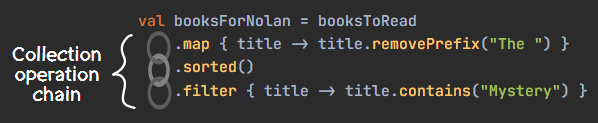 val booksForNolan = booksToRead
.map { title -> title.removePrefix("The ") }
.sorted()
.filter { title -> title.contains("Mystery") }
Collection
operation
chain